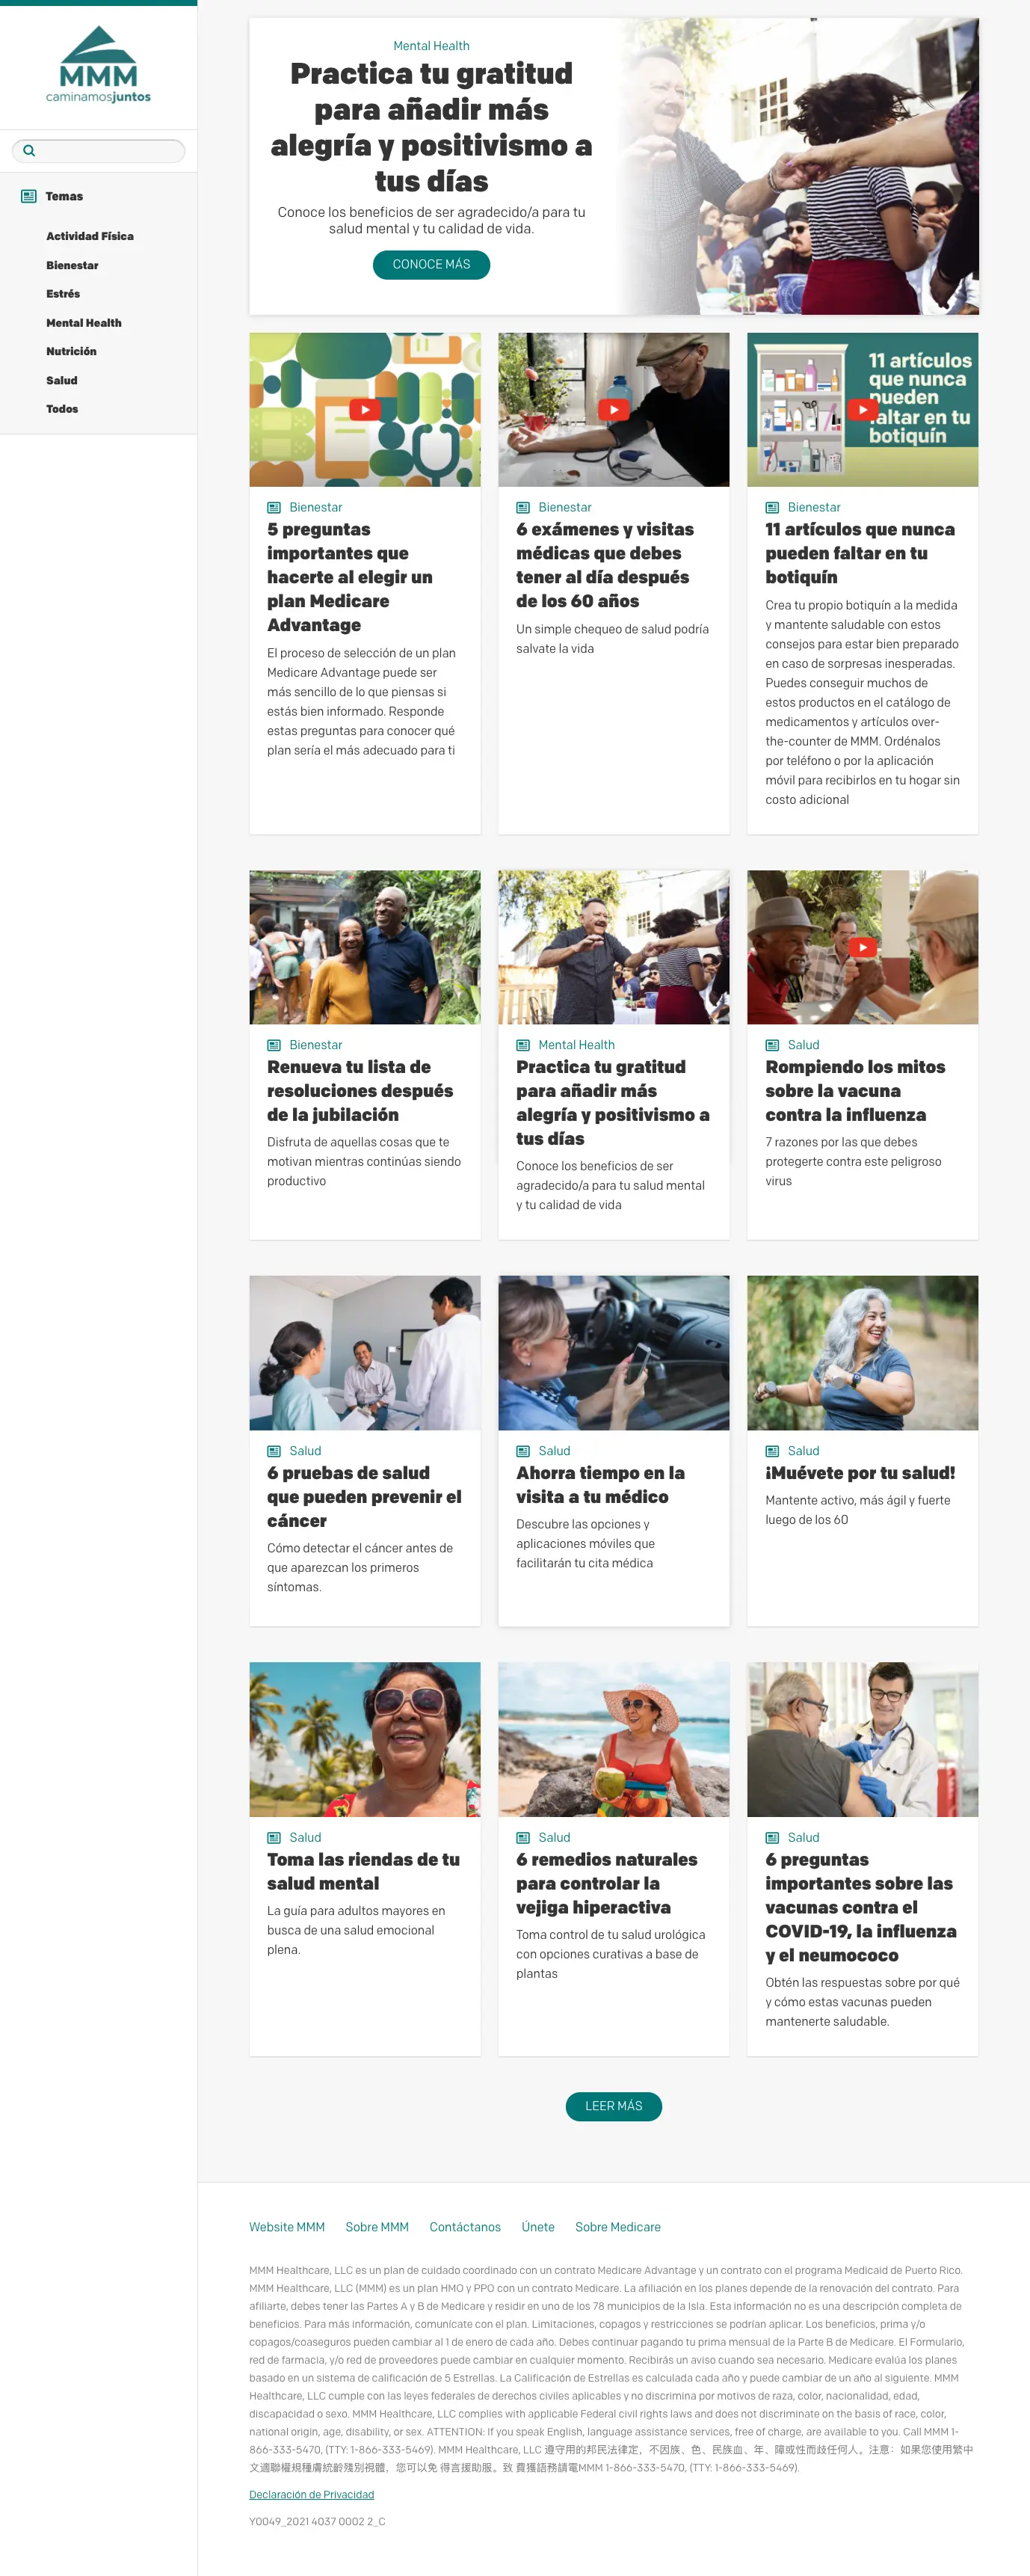 MMM
caminamosjuntos
Temas
Actividad Física
Bienestar
Estrés
Mental Health
Nutrición
Salud
Todos
Mental Health
Practica tu gratitud
para añadir más
alegría y positivismo a
tus días
Conoce los beneficios de ser agradecido/a para tu
salud mental y tu calidad de vida.
CONOCE MÁS
Bienestar
5 preguntas
importantes que
hacerte al elegir un
plan Medicare
Advantage
El proceso de selección de un plan
Medicare Advantage puede ser
más sencillo de lo que piensas si
estás bien informado. Responde
estas preguntas para conocer qué
plan sería el más adecuado para ti
Bienestar
6 exámenes y visitas
médicas que debes
tener al día después
de los 60 años
Un simple chequeo de salud podría
salvate la vida
11 artículos
que nunca
pueden
faltar en tu
botiquín
Bienestar
11 artículos que nunca
pueden faltar en tu
botiquín
Crea tu propio botiquín a la medida
y mantente saludable con estos
consejos para estar bien preparado
en caso de sorpresas inesperadas.
Puedes conseguir muchos de
estos productos en el catálogo de
medicamentos y artículos over-
the-counter de MMM. Ordénalos
por teléfono o por la aplicación
móvil para recibirlos en tu hogar sin
costo adicional
Bienestar
Renueva tu lista de
resoluciones después
de la jubilación
Disfruta de aquellas cosas que te
motivan mientras continúas siendo
productivo
Mental Health
Practica tu gratitud
para añadir más
alegría y positivismo a
tus días
Conoce los beneficios de ser
agradecido/a para tu salud mental
y tu calidad de vida
Salud
Rompiendo los mitos
sobre la vacuna
contra la influenza
7 razones por las que debes
protegerte contra este peligroso
virus
Salud
6 pruebas de salud
que pueden prevenir el
cáncer
Cómo detectar el cáncer antes de
que aparezcan los primeros
síntomas.
Salud
Ahorra tiempo en la
visita a tu médico
Descubre las opciones y
aplicaciones móviles que
facilitarán tu cita médica
Salud
¡Muévete por tu salud!
Mantente activo, más ágil y fuerte
luego de los 60
Salud
Toma las riendas de tu
salud mental
La guía para adultos mayores en
busca de una salud emocional
plena.
Salud
6 remedios naturales
para controlar la
vejiga hiperactiva
Toma control de tu salud urológica
con opciones curativas a base de
plantas
Salud
6 preguntas
importantes sobre las
vacunas contra el
COVID-19, la influenza
y el neumococo
Obtén las respuestas sobre por qué
y cómo estas vacunas pueden
mantenerte saludable.
LEER MÁS
Website MMM Sobre MMM Contáctanos Únete Sobre Medicare
MMM Healthcare, LLC es un plan de cuidado coordinado con un contrato Medicare Advantage y un contrato con el programa Medicaid de Puerto Rico.
MMM Healthcare, LLC (MMM) es un plan HMO y PPO con un contrato Medicare. La afiliación en los planes depende de la renovación del contrato. Para
afiliarte, debes tener las Partes A y B de Medicare y residir en uno de los 78 municipios de la Isla. Esta información no es una descripción completa de
beneficios. Para más información, comunícate con el plan. Limitaciones, copagos y restricciones se podrían aplicar. Los beneficios, prima y/o
copagos/coaseguros pueden cambiar al 1 de enero de cada año. Debes continuar pagando tu prima mensual de la Parte B de Medicare. El Formulario,
red de farmacia, y/o red de proveedores puede cambiar en cualquier momento. Recibirás un aviso cuando sea necesario. Medicare evalúa los planes
basado en un sistema de calificación de 5 Estrellas. La Calificación de Estrellas es calculada cada año y puede cambiar de un año al siguiente. MMM
Healthcare, LLC cumple con las leyes federales de derechos civiles aplicables y no discrimina por motivos de raza, color, nacionalidad, edad,
discapacidad o sexo. MMM Healthcare, LLC complies with applicable Federal civil rights laws and does not discriminate on the basis of race, color,
national origin, age, disability, or sex. ATTENTION: If you speak English, language assistance services, free of charge, are available to you. Call MMM 1-
866-333-5470, (TTY: 1-866-333-5469). MMM Healthcare, LLC 遵守用的邦民法律定，不因族、色、民族血、年、障或性而歧任何人。注意：如果您使用繁中
文適聯權規種膚統齡殘別視體，您可以免 得言援助服。致 費獲語務請電MMM 1-866-333-5470, (TTY: 1-866-333-5469).
Declaración de Privacidad
Y0049_2021 4037 0002 2_C